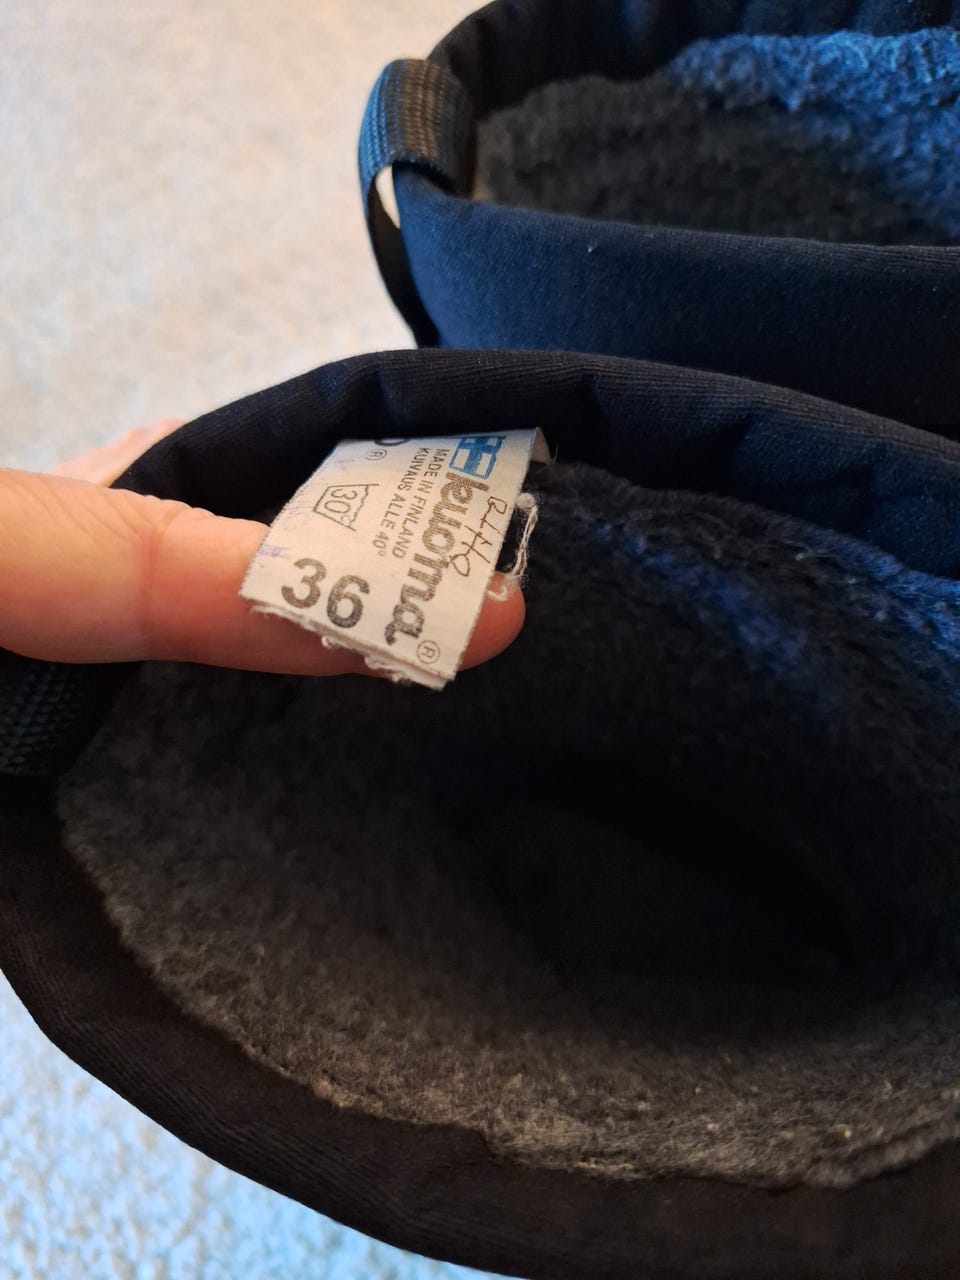 kuoma®
MADE IN FINLAND
KUIVAUS ALLE 40°
®
30°
36